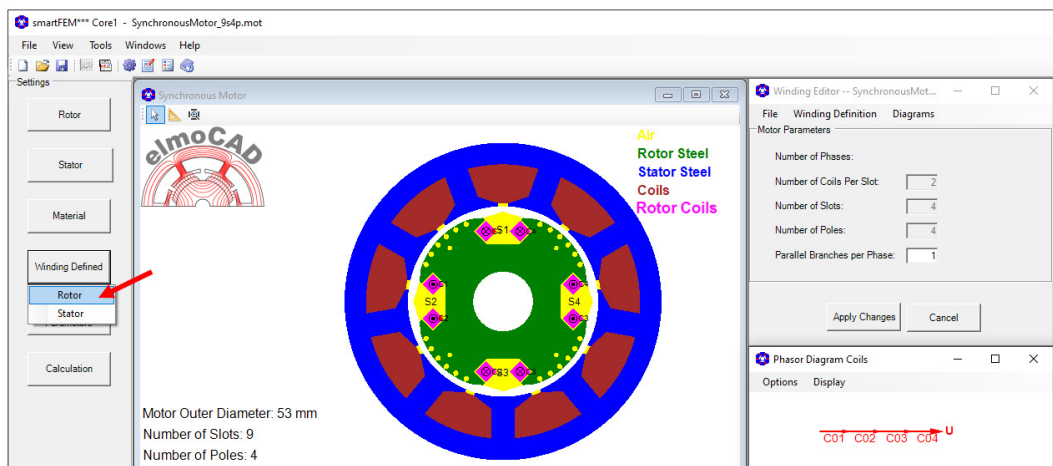 smartFEM*** Core1 - SynchronousMotor_9s4p.mot
File View Tools Windows Help
Settings
Rotor
Stator
Material
Winding Defined
Rotor
Stator
Parameters
Calculation
Synchronous Motor
elmoCAD
Air
Rotor Steel
Stator Steel
Coils
Rotor Coils
S1
S2
S4
S3
Motor Outer Diameter: 53 mm
Number of Slots: 9
Number of Poles: 4
Winding Editor -- SynchronousMot...
File Winding Definition Diagrams
Motor Parameters
Number of Phases:
Number of Coils Per Slot: 2
Number of Slots: 4
Number of Poles: 4
Parallel Branches per Phase: 1
Apply Changes Cancel
Phasor Diagram Coils
Options Display
U
C01 C02 C03 C04